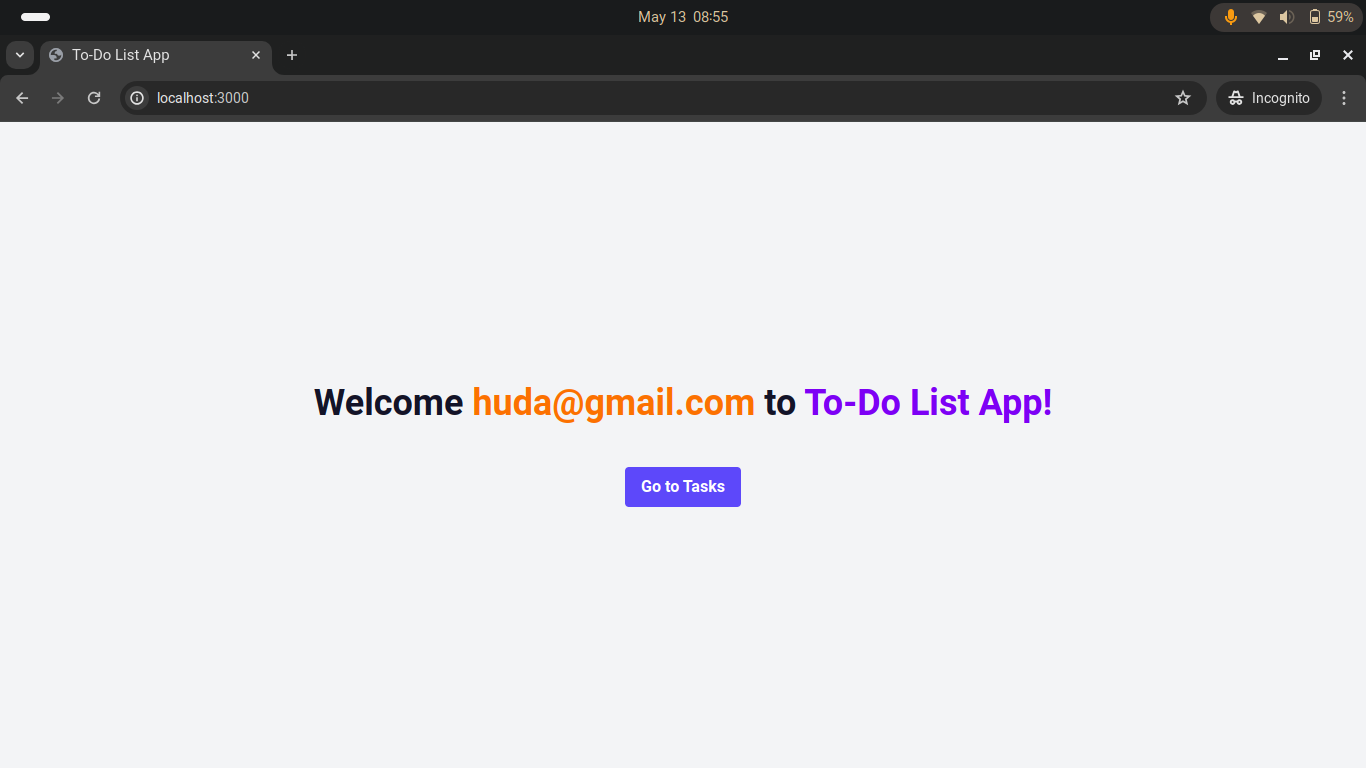 May 13 08:55
59%
To-Do List App
localhost:3000
Incognito
Welcome huda@gmail.com to To-Do List App!
Go to Tasks